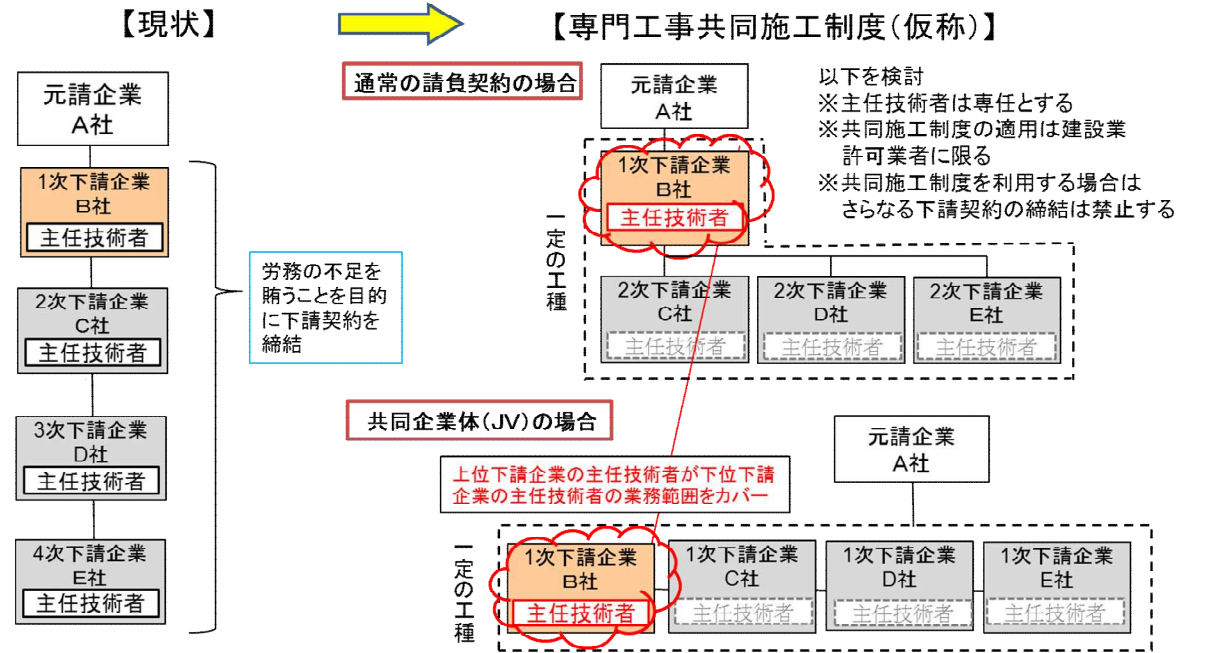 【現状】
【専門工事共同施工制度(仮称)】
元請企業
A社
1次下請企業
B社
主任技術者
2次下請企業
C社
主任技術者
3次下請企業
D社
主任技術者
4次下請企業
E社
主任技術者
労務の不足を
賄うことを目的
に下請契約を
締結
通常の請負契約の場合
元請企業
A社
一定の工種
1次下請企業
B社
主任技術者
2次下請企業
C社
主任技術者
2次下請企業
D社
主任技術者
2次下請企業
E社
主任技術者
以下を検討
※主任技術者は専任とする
※共同施工制度の適用は建設業
許可業者に限る
※共同施工制度を利用する場合は
さらなる下請契約の締結は禁止する
共同企業体(JV)の場合
上位下請企業の主任技術者が下位下請
企業の主任技術者の業務範囲をカバー
元請企業
A社
一定の工種
1次下請企業
B社
主任技術者
1次下請企業
C社
主任技術者
1次下請企業
D社
主任技術者
1次下請企業
E社
主任技術者